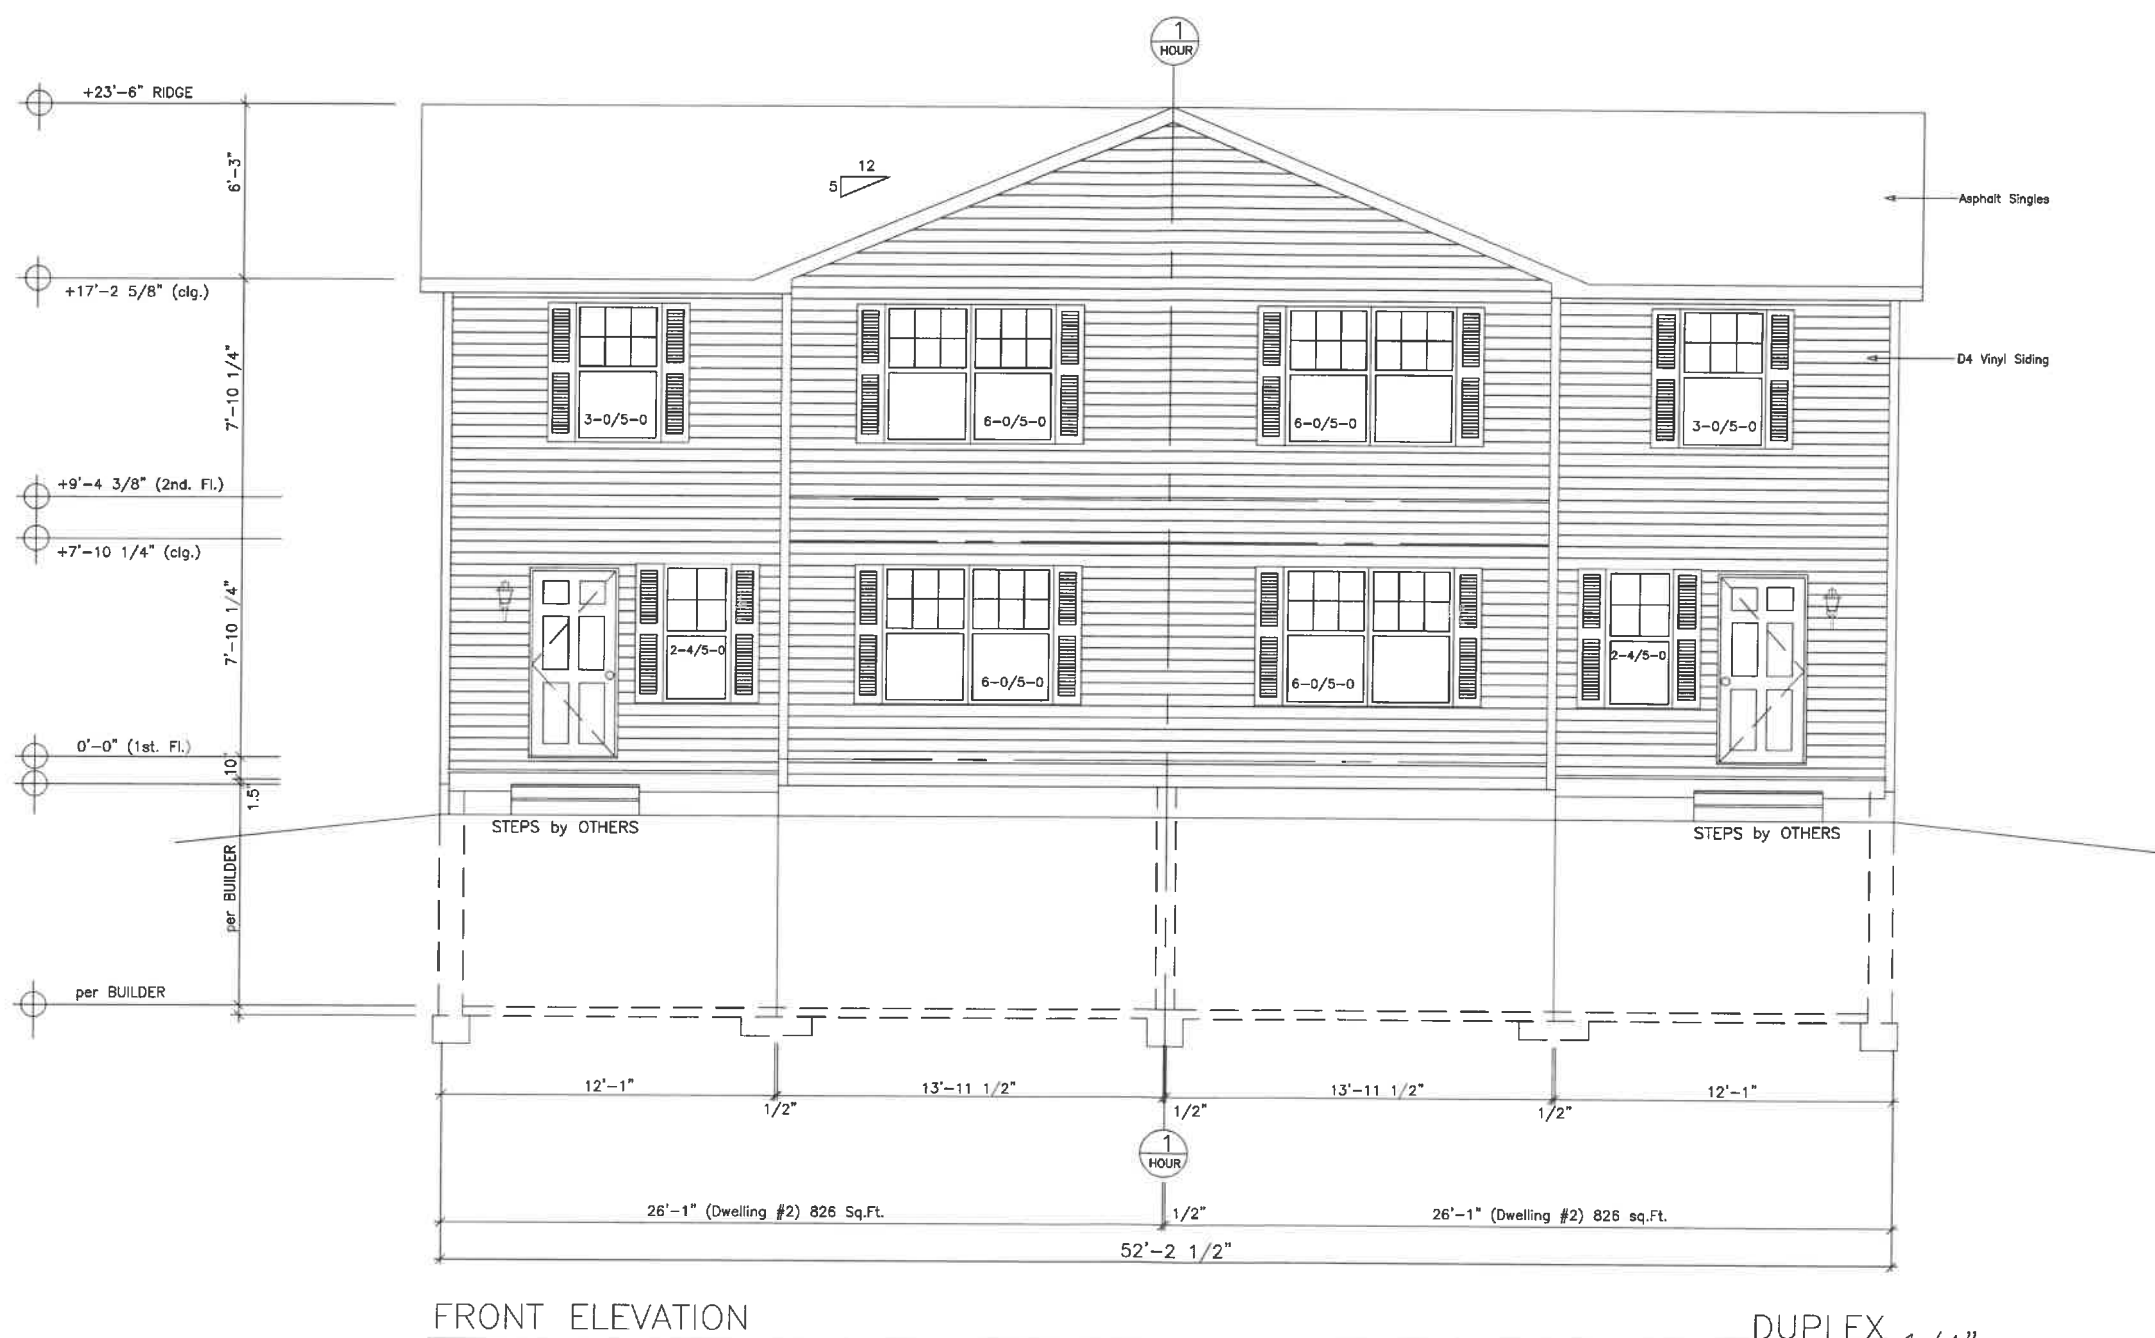 1
HOUR
+23'-6" RIDGE
6'-3"
12
5
Asphalt Singles
+17'-2 5/8" (clg.)
7'-10 1/4"
D4 Vinyl Siding
3-0/5-0
6-0/5-0
6-0/5-0
3-0/5-0
+9'-4 3/8" (2nd. Fl.)
+7'-10 1/4" (clg.)
7'-10 1/4"
2-4/5-0
6-0/5-0
6-0/5-0
2-4/5-0
0'-0" (1st. Fl.)
10"
1.5"
STEPS by OTHERS
STEPS by OTHERS
per BUILDER
per BUILDER
12'-1"
13'-11 1/2"
13'-11 1/2"
12'-1"
1/2"
1/2"
1/2"
1
HOUR
26'-1" (Dwelling #2) 826 Sq.Ft.
1/2"
26'-1" (Dwelling #2) 826 sq.Ft.
52'-2 1/2"
FRONT ELEVATION
DUPLEX
1/4"